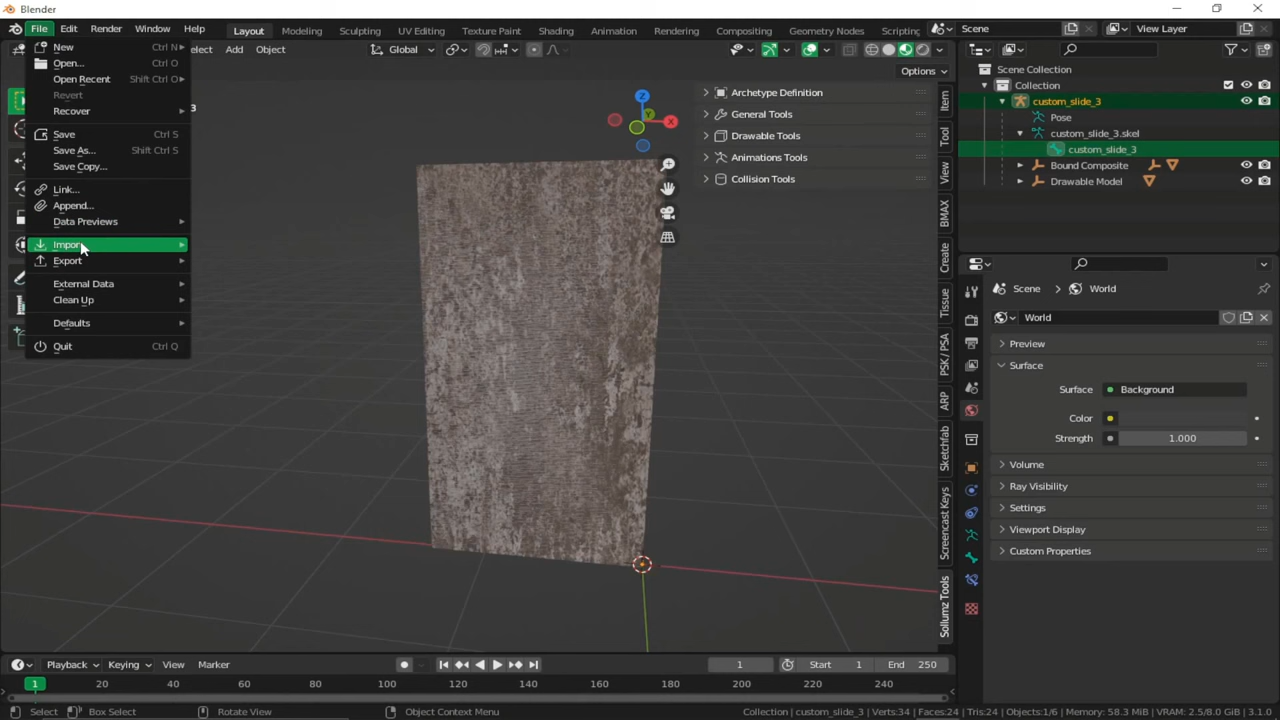 Blender
File Edit Render Window Help Layout Modeling Sculpting UV Editing Texture Paint Shading Animation Rendering Compositing Geometry Nodes Scripting Scene View Layer
New Ctrl N
Open... Ctrl O
Open Recent Shift Ctrl O
Revert
Recover
Save Ctrl S
Save As... Shift Ctrl S
Save Copy...
Link...
Append...
Data Previews
Import
Export
External Data
Clean Up
Defaults
Quit Ctrl Q
Add Object Global
Options
3
Z
Y
X
Archetype Definition
General Tools
Drawable Tools
Animations Tools
Collision Tools
Item
Tool
View
BMAX
Create
Tissue
PSK / PSA
ARP
Sketchfab
Screencast Keys
Sollumz Tools
Scene Collection
Collection
custom_slide_3
Pose
custom_slide_3.skel
custom_slide_3
Bound Composite
Drawable Model
Scene > World
World
Preview
Surface
Surface Background
Color
Strength 1.000
Volume
Ray Visibility
Settings
Viewport Display
Custom Properties
Playback Keying View Marker 1 Start 1 End 250
1 20 40 60 80 100 120 140 160 180 200 220 240
Select Box Select Rotate View Object Context Menu Collection | custom_slide_3 | Verts:34 | Faces:24 | Tris:24 | Objects:1/6 | Memory: 58.3 MiB | VRAM: 2.5/8.0 GiB | 3.1.0